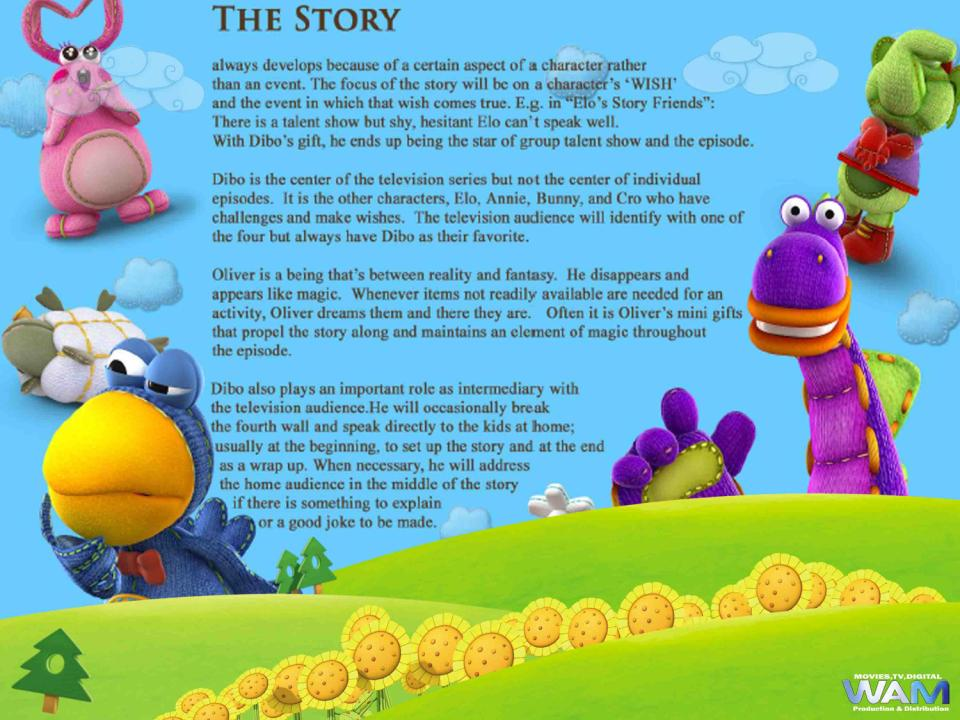 THE STORY
always develops because of a certain aspect of a character rather
than an event. The focus of the story will be on a character's ‘WISH’
and the event in which that wish comes true. E.g. in “Elo's Story Friends”:
There is a talent show but shy, hesitant Elo can't speak well.
With Dibo's gift, he ends up being the star of group talent show and the episode.
Dibo is the center of the television series but not the center of individual
episodes. It is the other characters, Elo, Annie, Bunny, and Cro who have
challenges and make wishes. The television audience will identify with one of
the four but always have Dibo as their favorite.
Oliver is a being that's between reality and fantasy. He disappears and
appears like magic. Whenever items not readily available are needed for an
activity, Oliver dreams them and there they are. Often it is Oliver's mini gifts
that propel the story along and maintains an element of magic throughout
the episode.
Dibo also plays an important role as intermediary with
the television audience.He will occasionally break
the fourth wall and speak directly to the kids at home;
usually at the beginning, to set up the story and at the end
as a wrap up. When necessary, he will address
the home audience in the middle of the story
if there is something to explain
or a good joke to be made.
MOVIES,TV,DIGITAL
WAM
Production & Distribution